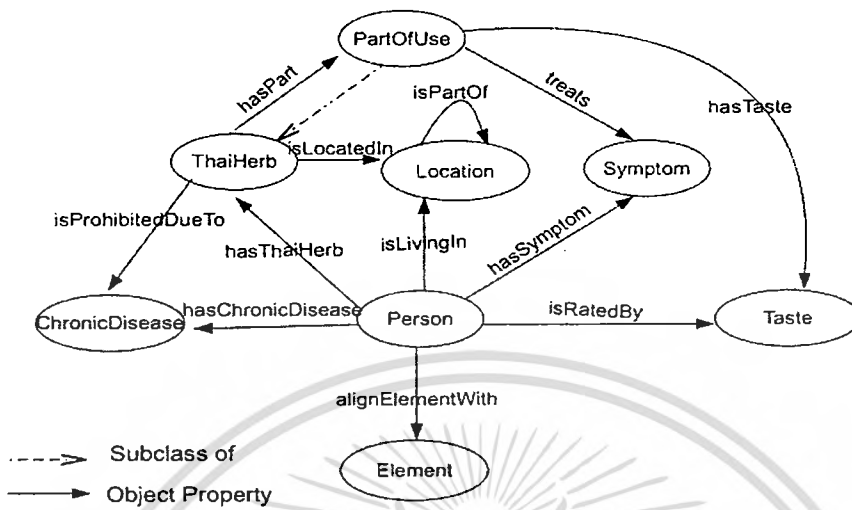 PartOfUse
hasPart
isPartOf
treats
hasTaste
ThaiHerb
isLocatedIn
Location
Symptom
isProhibitedDueTo
hasThaiHerb
isLivingIn
hasSymptom
ChronicDisease
hasChronicDisease
Person
isRatedBy
Taste
alignElementWith
Element
Subclass of
Object Property